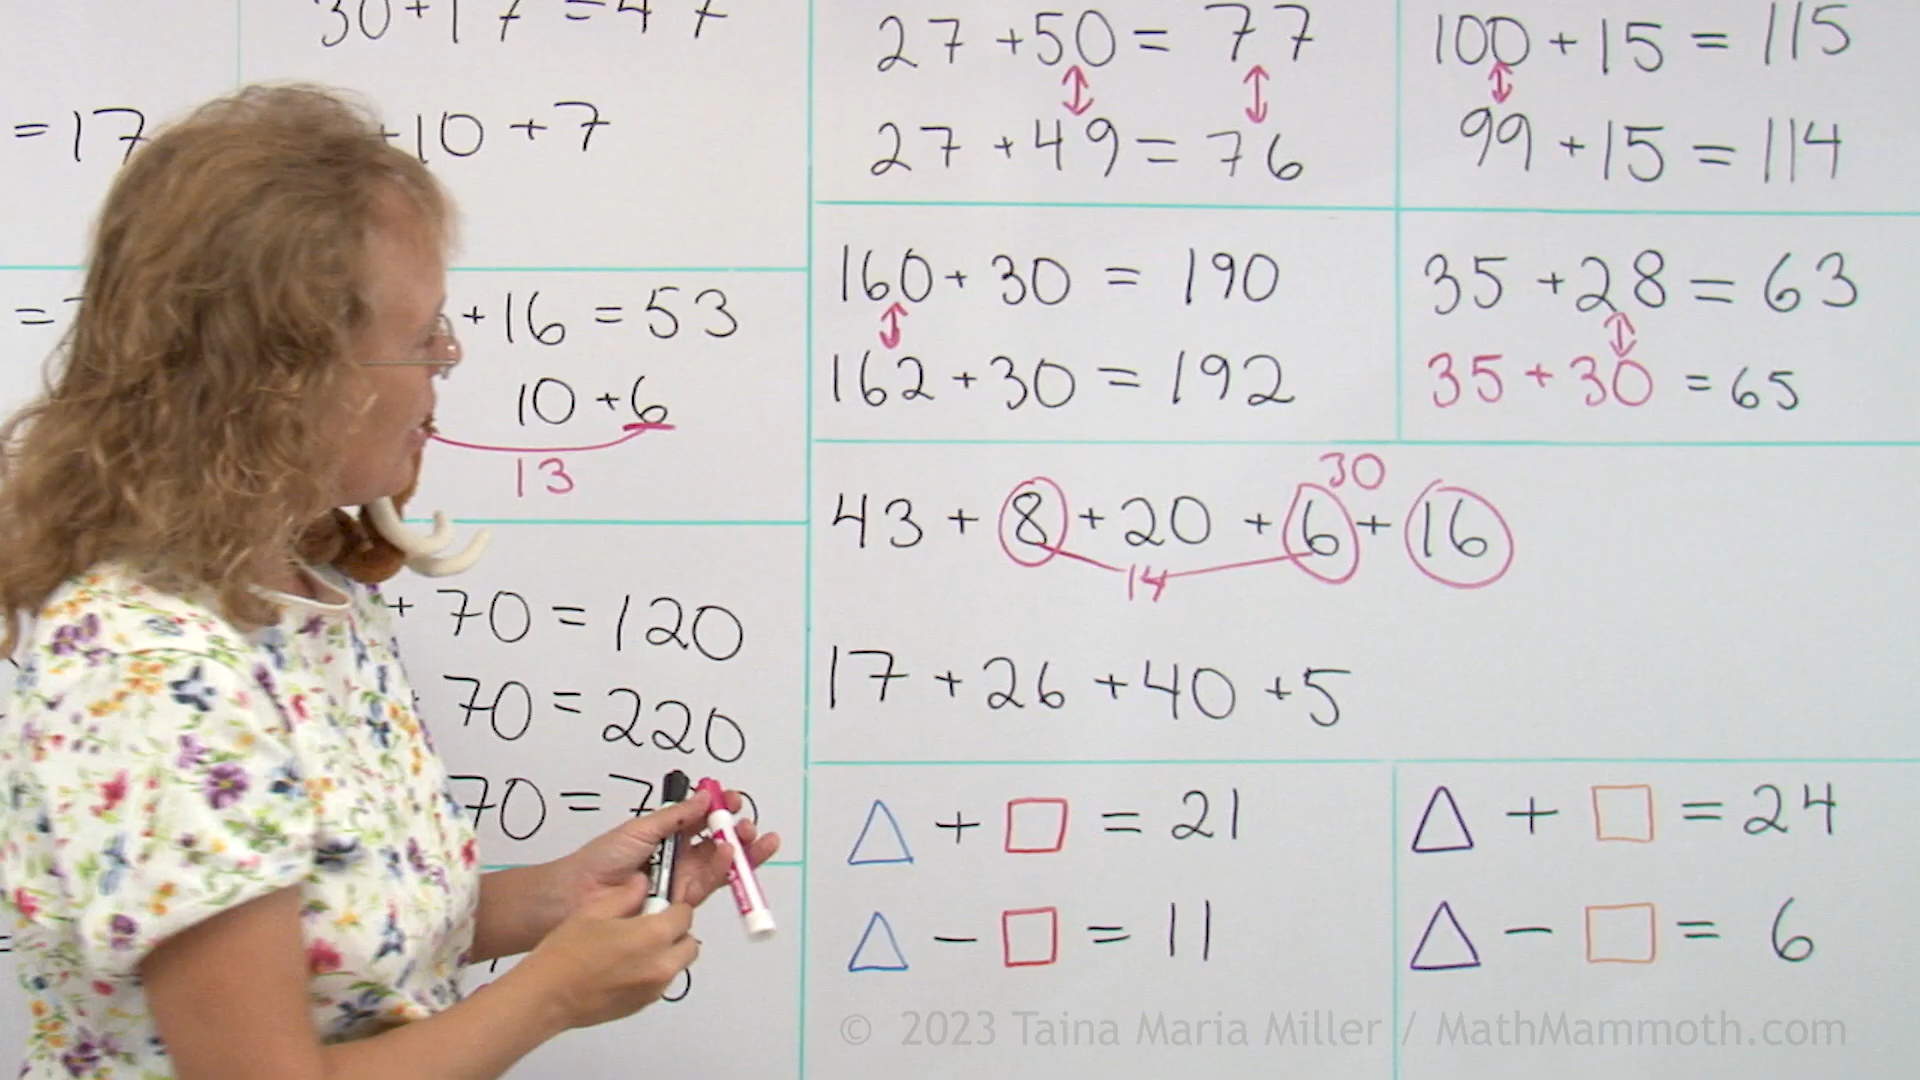 30+17 = 47
= 17
+10 + 7
=
+16 = 53
10 + 6
13
+ 70 = 120
70 = 220
70 = 7
27 + 50 = 77
27 + 49 = 76
100 + 15 = 115
99 + 15 = 114
160 + 30 = 190
162 + 30 = 192
35 + 28 = 63
35 + 30 = 65
30
43 + 8 + 20 + 6 + 16
14
17 + 26 + 40 + 5
△ + □ = 21
△ − □ = 11
△ + □ = 24
△ − □ = 6
© 2023 Taina Maria Miller / MathMammoth.com